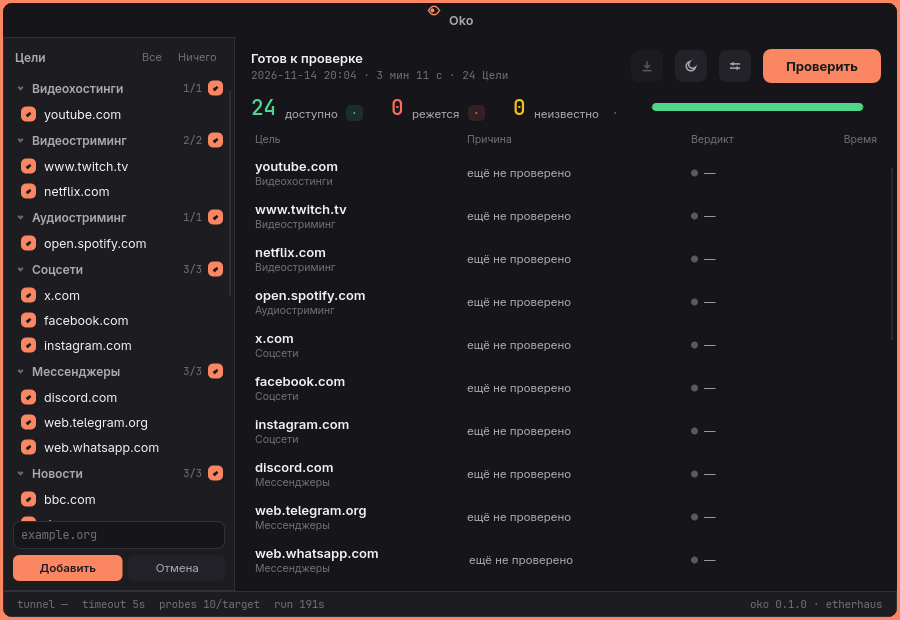 Oko
Цели Все Ничего
Видеохостинги 1/1
youtube.com
Видеостриминг 2/2
www.twitch.tv
netflix.com
Аудиостриминг 1/1
open.spotify.com
Соцсети 3/3
x.com
facebook.com
instagram.com
Мессенджеры 3/3
discord.com
web.telegram.org
web.whatsapp.com
Новости 3/3
bbc.com
example.org
Добавить Отмена
Готов к проверке
2026-11-14 20:04 · 3 мин 11 с · 24 Цели
Проверить
24 доступно · 0 режется · 0 неизвестно ·
Цель Причина Вердикт Время
youtube.com
Видеохостинги
ещё не проверено —
www.twitch.tv
Видеостриминг
ещё не проверено —
netflix.com
Видеостриминг
ещё не проверено —
open.spotify.com
Аудиостриминг
ещё не проверено —
x.com
Соцсети
ещё не проверено —
facebook.com
Соцсети
ещё не проверено —
instagram.com
Соцсети
ещё не проверено —
discord.com
Мессенджеры
ещё не проверено —
web.telegram.org
Мессенджеры
ещё не проверено —
web.whatsapp.com
Мессенджеры
ещё не проверено —
tunnel — timeout 5s probes 10/target run 191s
oko 0.1.0 · etherhaus